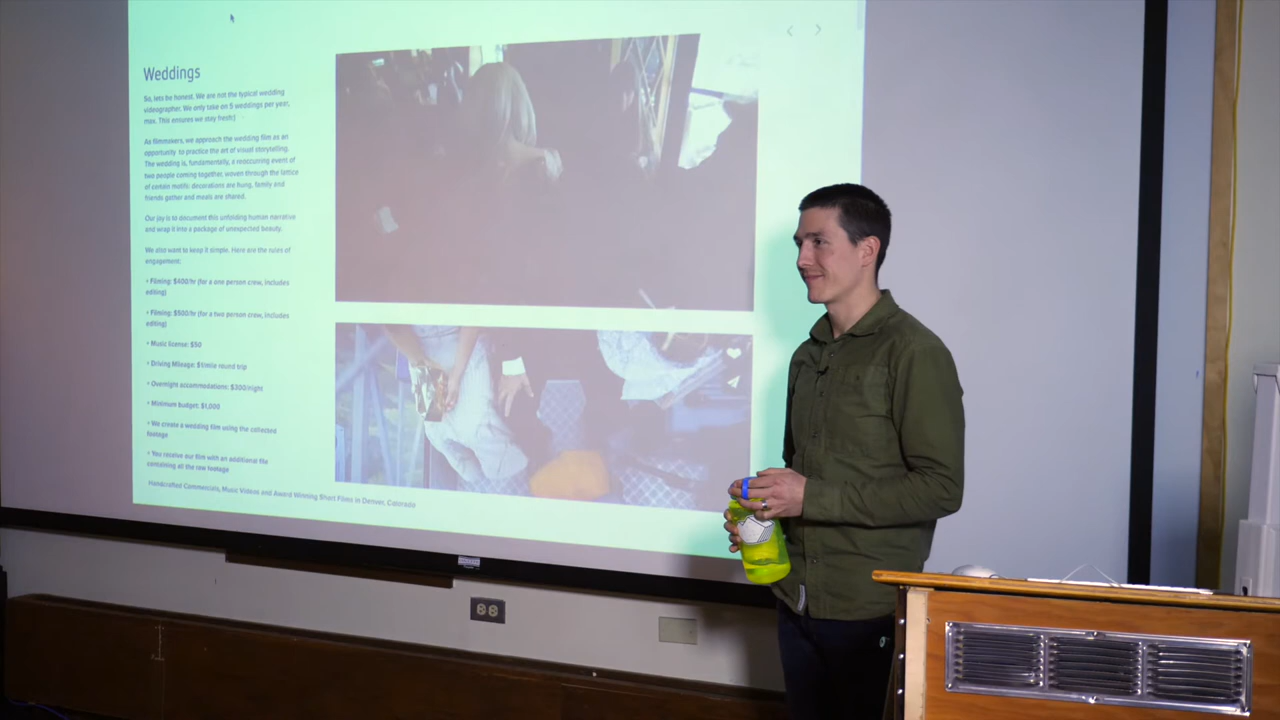 Weddings
So, lets be honest. We are not the typical wedding
videographer. We only take on 5 weddings per year,
max. This ensures we stay fresh:)
As filmmakers, we approach the wedding film as an
opportunity to practice the art of visual storytelling.
The wedding is, fundamentally, a reoccuring event of
two people coming together, woven through the lattice
of certain motifs: decorations are hung, family and
friends gather and meals are shared.
Our joy is to document this unfolding human narrative
and wrap it into a package of unexpected beauty.
We also want to keep it simple. Here are the rules of
engagement:
• Filming: $400/hr (for a one person crew, includes
editing)
• Filming: $500/hr (for a two person crew, includes
editing)
• Music license: $50
• Driving Mileage: $1/mile round trip
• Overnight accommodations: $300/night
• Minimum budget: $1,000
• We create a wedding film using the collected
footage
• You receive our film with an additional file
containing all the raw footage
Handcrafted Commercials, Music Videos and Award Winning Short Films in Denver, Colorado